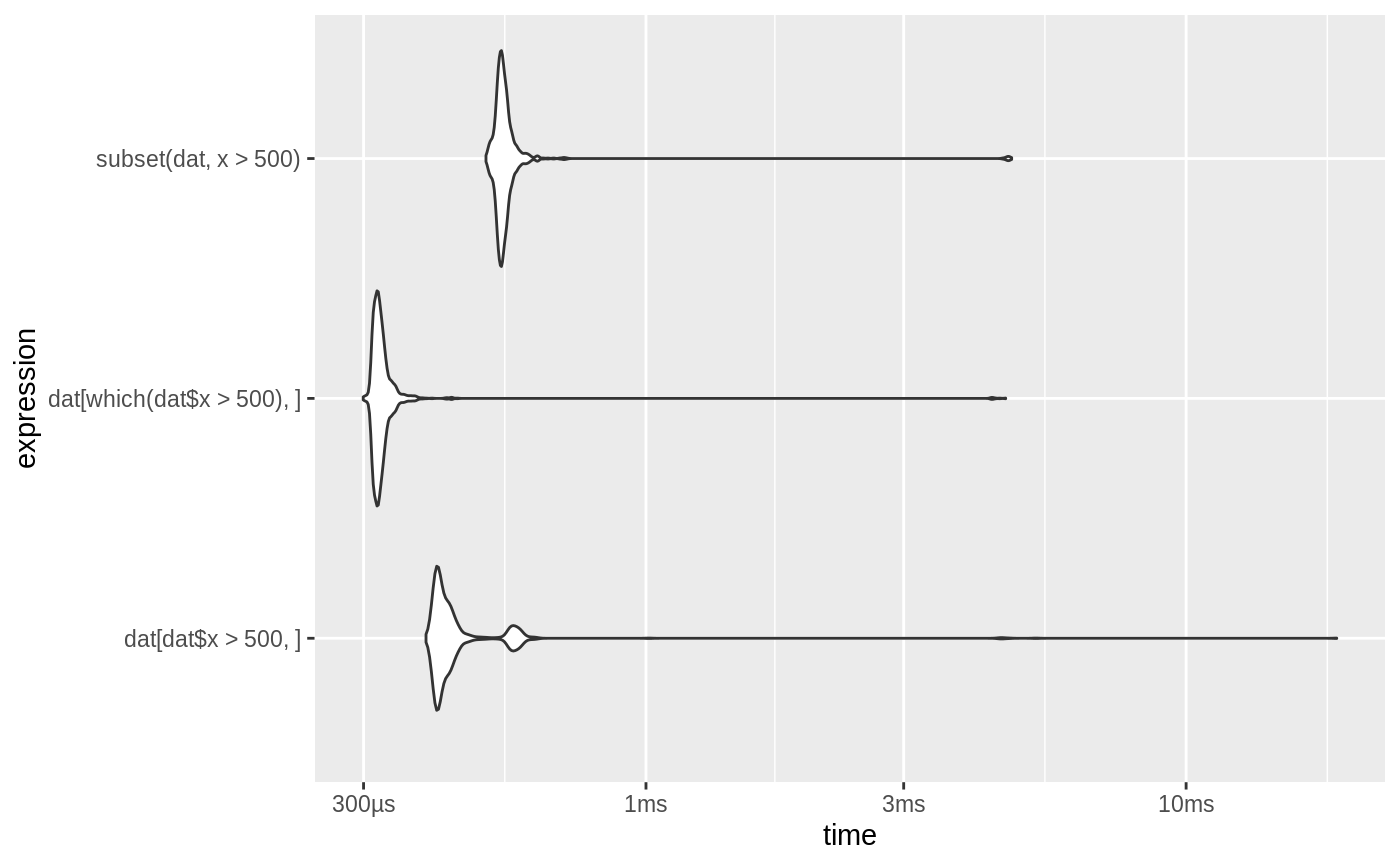 subset(dat, x > 500)
expression
dat[which(dat$x > 500), ]
dat[dat$x > 500, ]
300µs
1ms
3ms
10ms
time